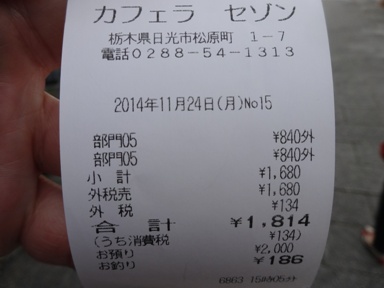 カフェラ セゾン
栃木県日光市松原町 1-7
電話0288-54-1313
2014年11月24日(月)No15
部門05 ¥840外
部門05 ¥840外
小 計 ¥1,680
外税売 ¥1,680
外 税 ¥134
合 計 ¥1,814
(うち消費税 ¥134)
お預り ¥2,000
お釣り ¥186